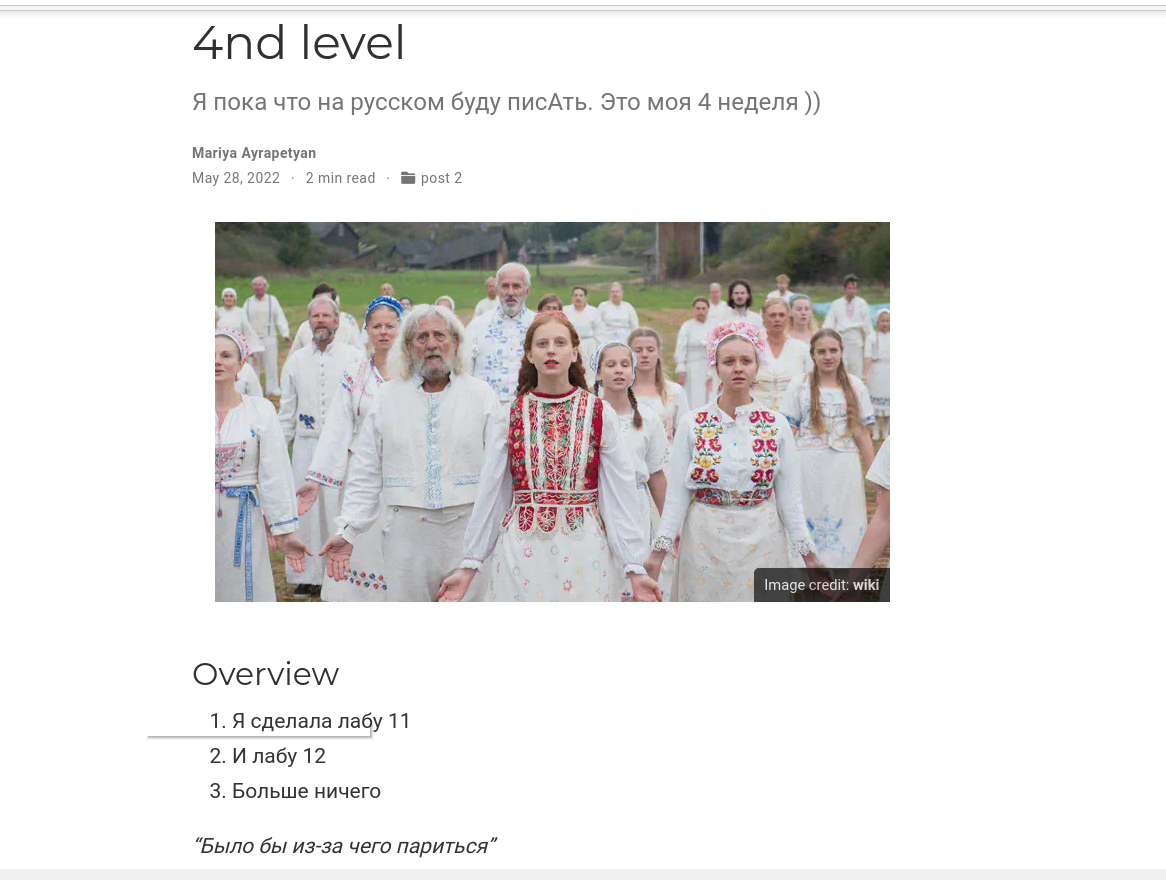 4nd level
Я пока что на русском буду писАть. Это моя 4 неделя ))
Mariya Ayrapetyan
May 28, 2022 · 2 min read · post 2
Image credit: wiki
Overview
1. Я сделала лабу 11
2. И лабу 12
3. Больше ничего
“Было бы из-за чего париться”